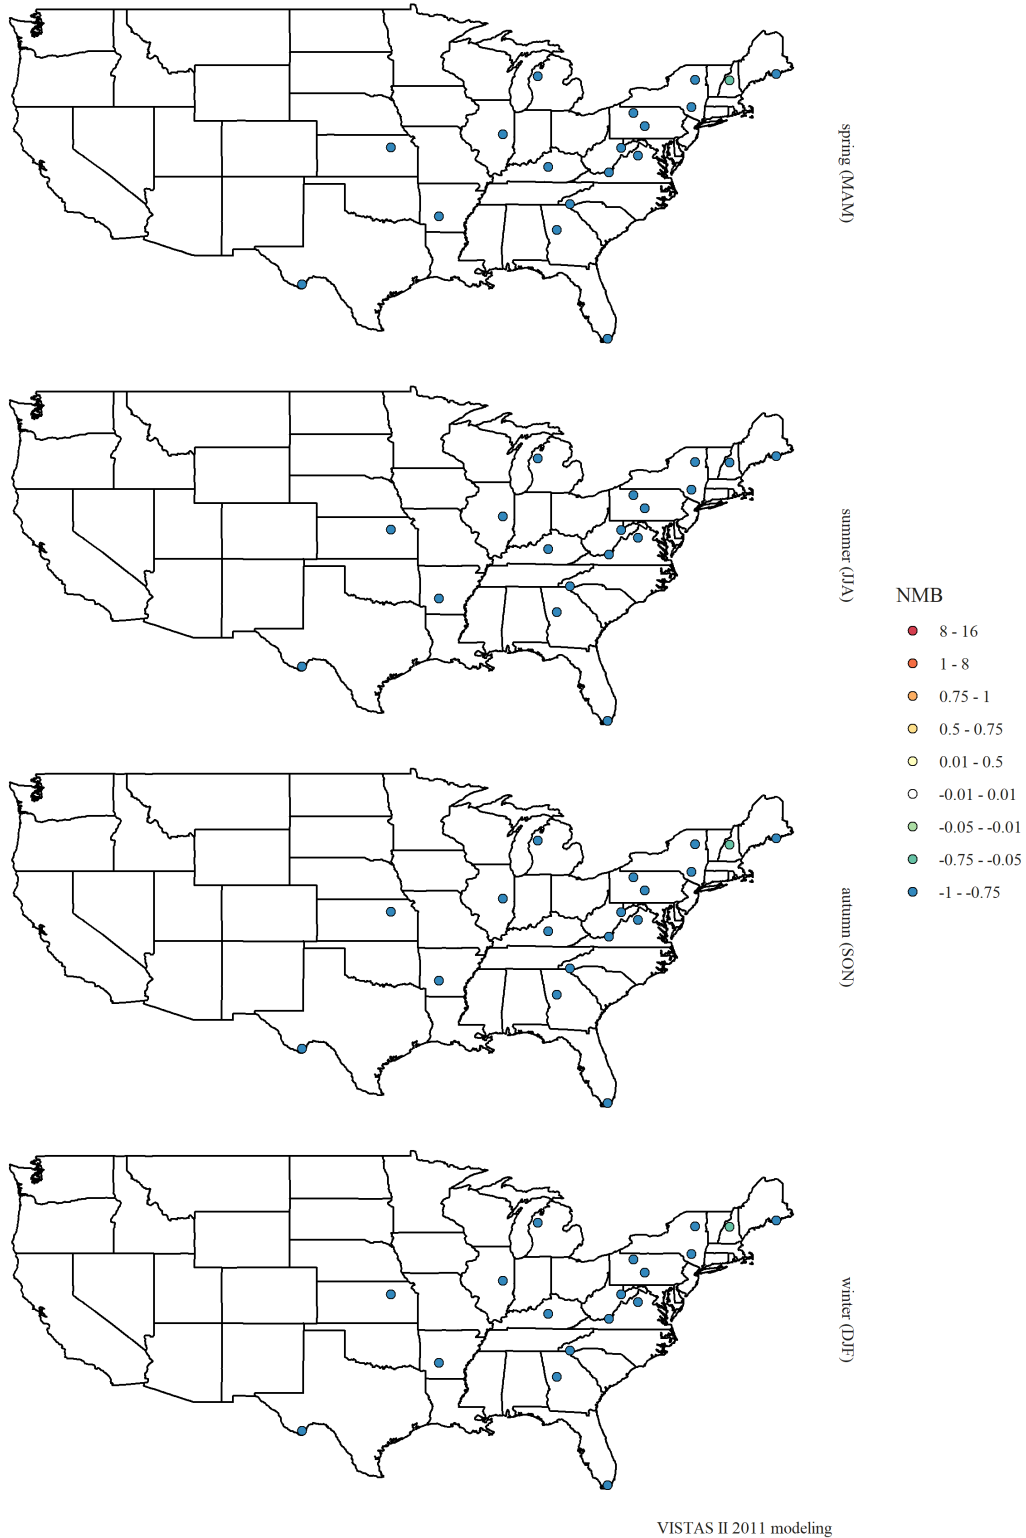 spring (MAM)
summer (JJA)
autumn (SON)
winter (DJF)
NMB
8 - 16
1 - 8
0.75 - 1
0.5 - 0.75
0.01 - 0.5
-0.01 - 0.01
-0.05 - -0.01
-0.75 - -0.05
-1 - -0.75
VISTAS II 2011 modeling